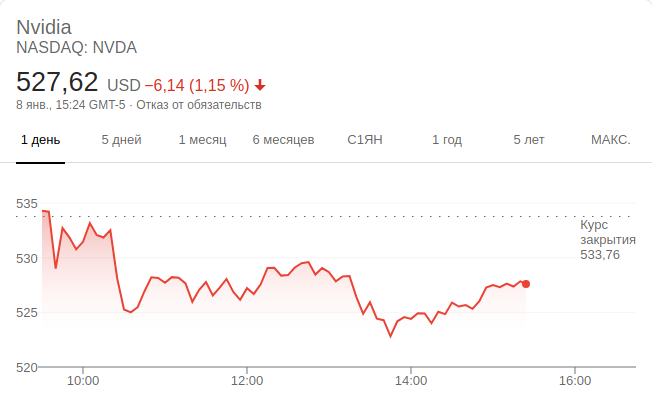 Nvidia
NASDAQ: NVDA
527,62 USD −6,14 (1,15 %)
8 янв., 15:24 GMT-5 · Отказ от обязательств
1 день 5 дней 1 месяц 6 месяцев С1ЯН 1 год 5 лет МАКС.
535
Курс
закрытия
533,76
530
525
520
10:00 12:00 14:00 16:00